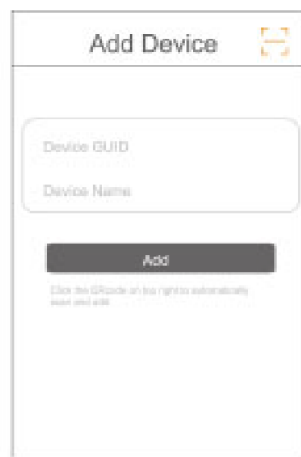 Add Device
Device GUID
Device Name
Add
Click the QRcode on top right to automatically
scan and add